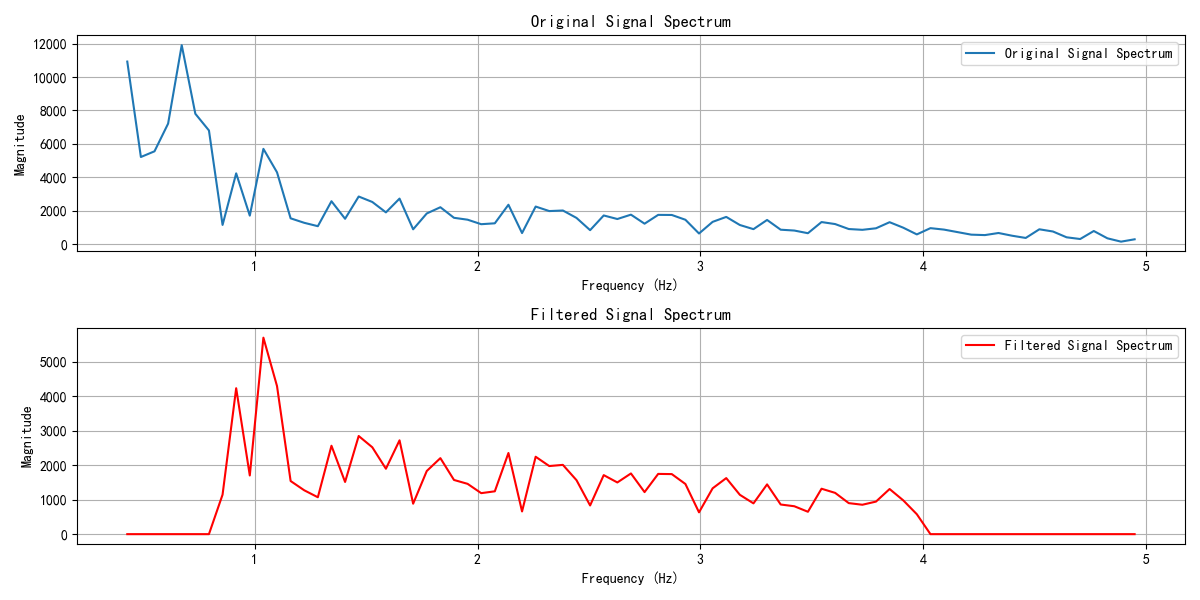 Original Signal Spectrum
12000
10000
8000
6000
4000
2000
0
Magnitude
Original Signal Spectrum
1 2 3 4 5
Frequency (Hz)
Filtered Signal Spectrum
5000
4000
3000
2000
1000
0
Magnitude
Filtered Signal Spectrum
1 2 3 4 5
Frequency (Hz)